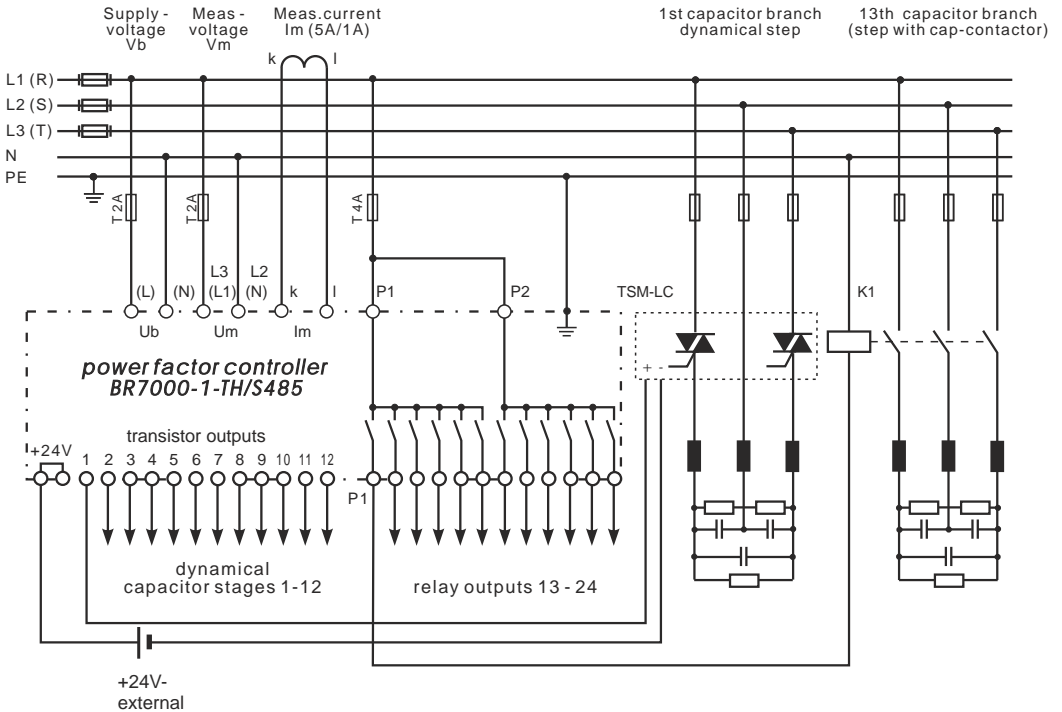 Supply-
voltage
Vb
Meas-
voltage
Vm
Meas.current
Im (5A/1A)
1st capacitor branch
dynamical step
13th capacitor branch
(step with cap-contactor)
k
l
L1 (R)
L2 (S)
L3 (T)
N
PE
T 2A
T 2A
T 4A
L3
L2
(L)
(N)
(L1)
(N)
k
l
P1
P2
TSM-LC
K1
Ub
Um
Im
power factor controller
BR7000-1-TH/S485
+ -
transistor outputs
+24V
1 2 3 4 5 6 7 8 9 10 11 12
P1
dynamical
capacitor stages 1-12
relay outputs 13 - 24
+24V-
external